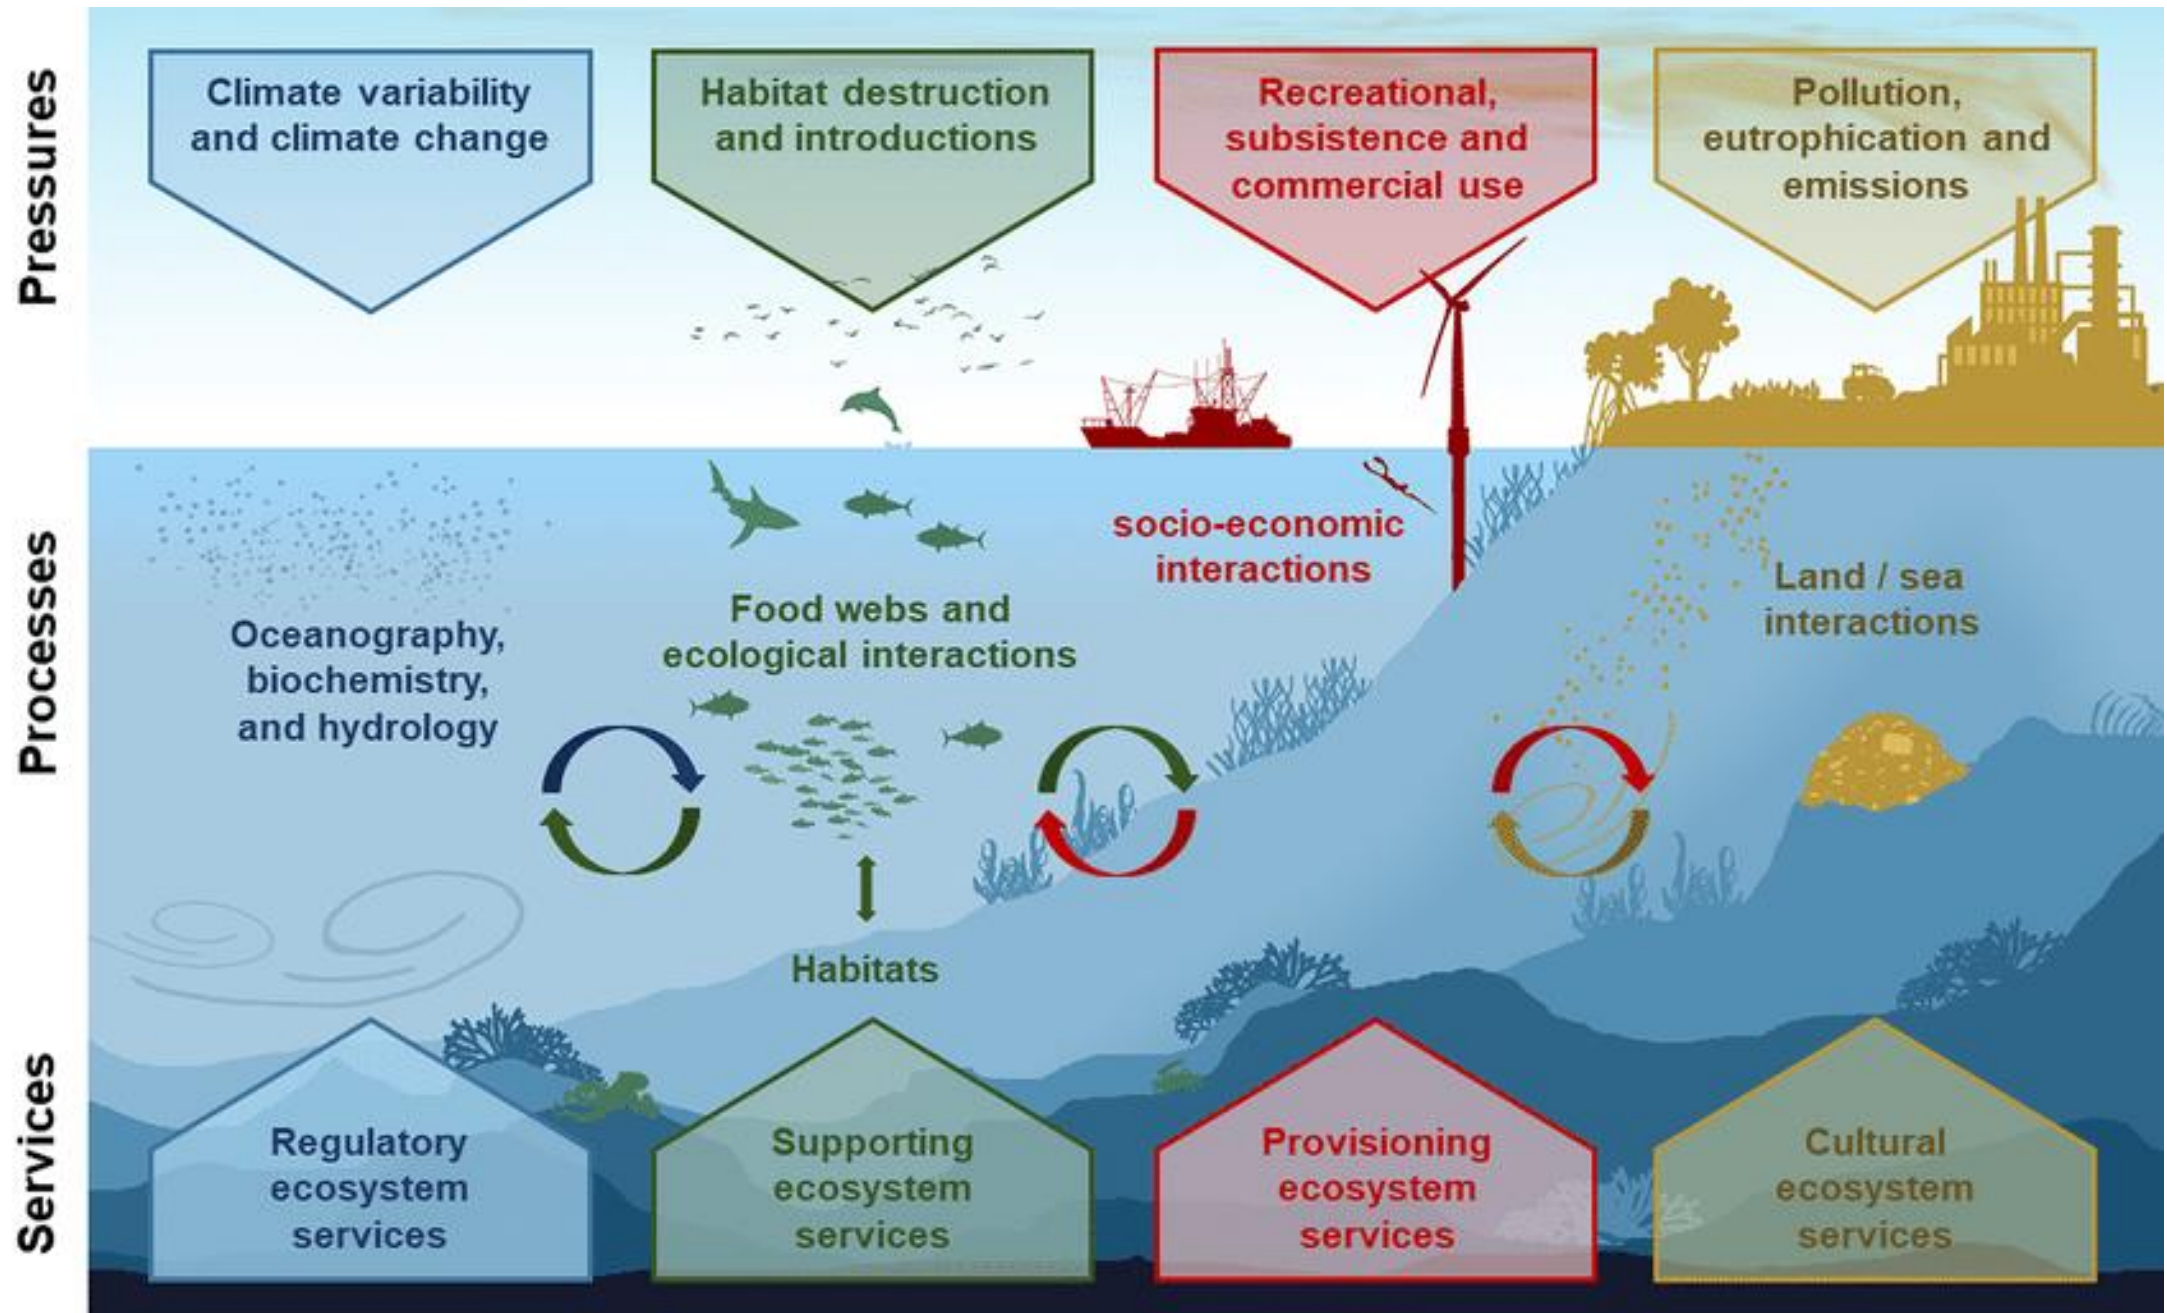 Pressures
Climate variability
and climate change
Habitat destruction
and introductions
Recreational,
subsistence and
commercial use
Pollution,
eutrophication and
emissions
Processes
Oceanography,
biochemistry,
and hydrology
Food webs and
ecological interactions
Habitats
socio-economic
interactions
Land / sea
interactions
Services
Regulatory
ecosystem
services
Supporting
ecosystem
services
Provisioning
ecosystem
services
Cultural
ecosystem
services